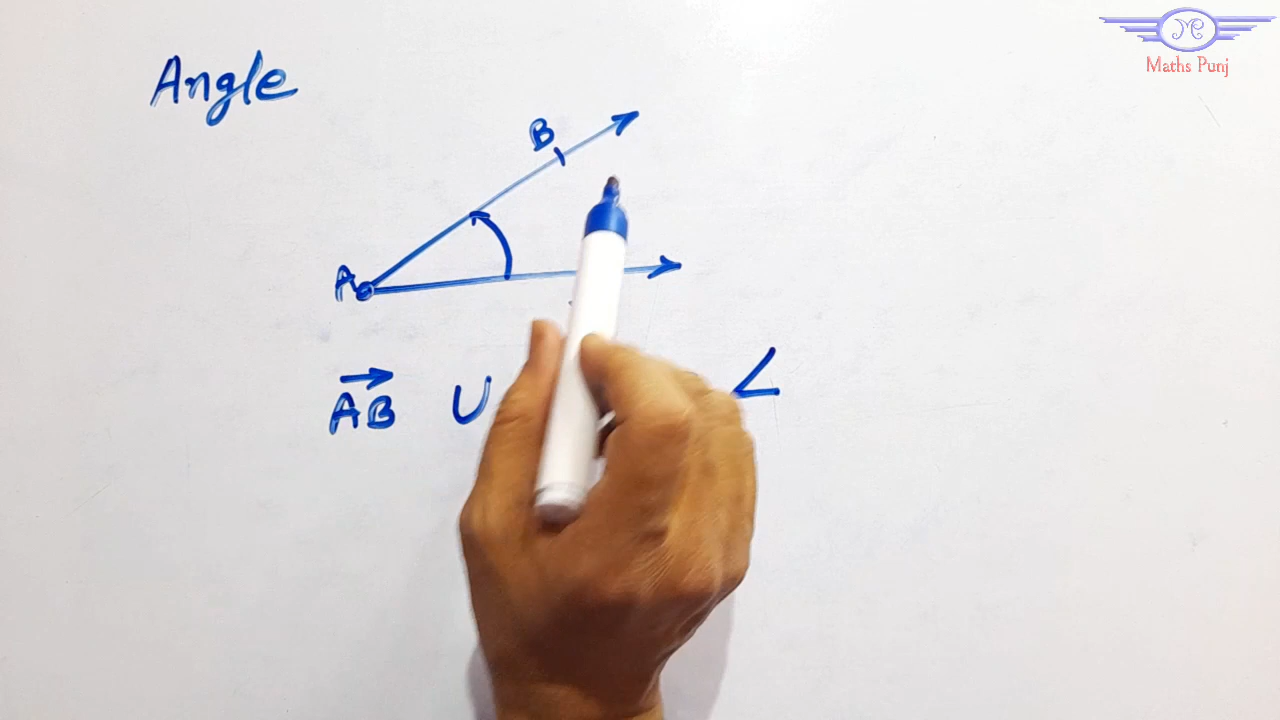 Maths Punj
Angle
B
A
AB ∪ ∠